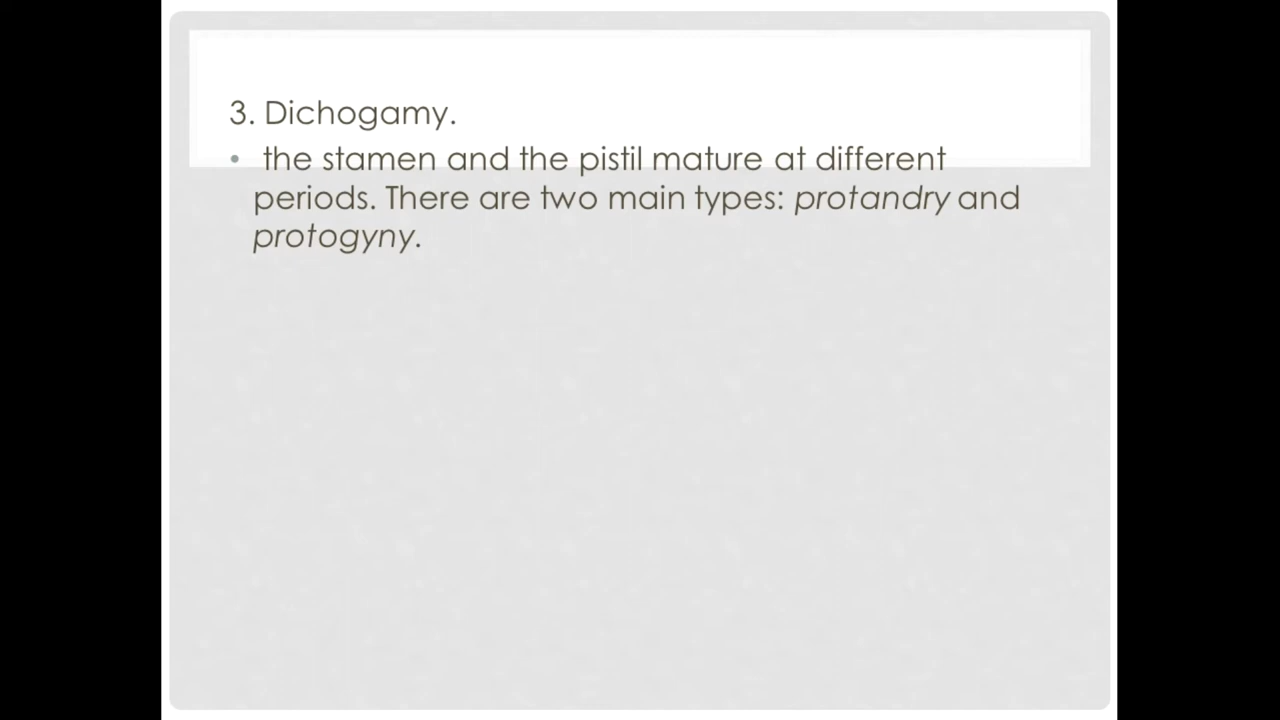 3. Dichogamy.
• the stamen and the pistil mature at different
periods. There are two main types: protandry and
protogyny.